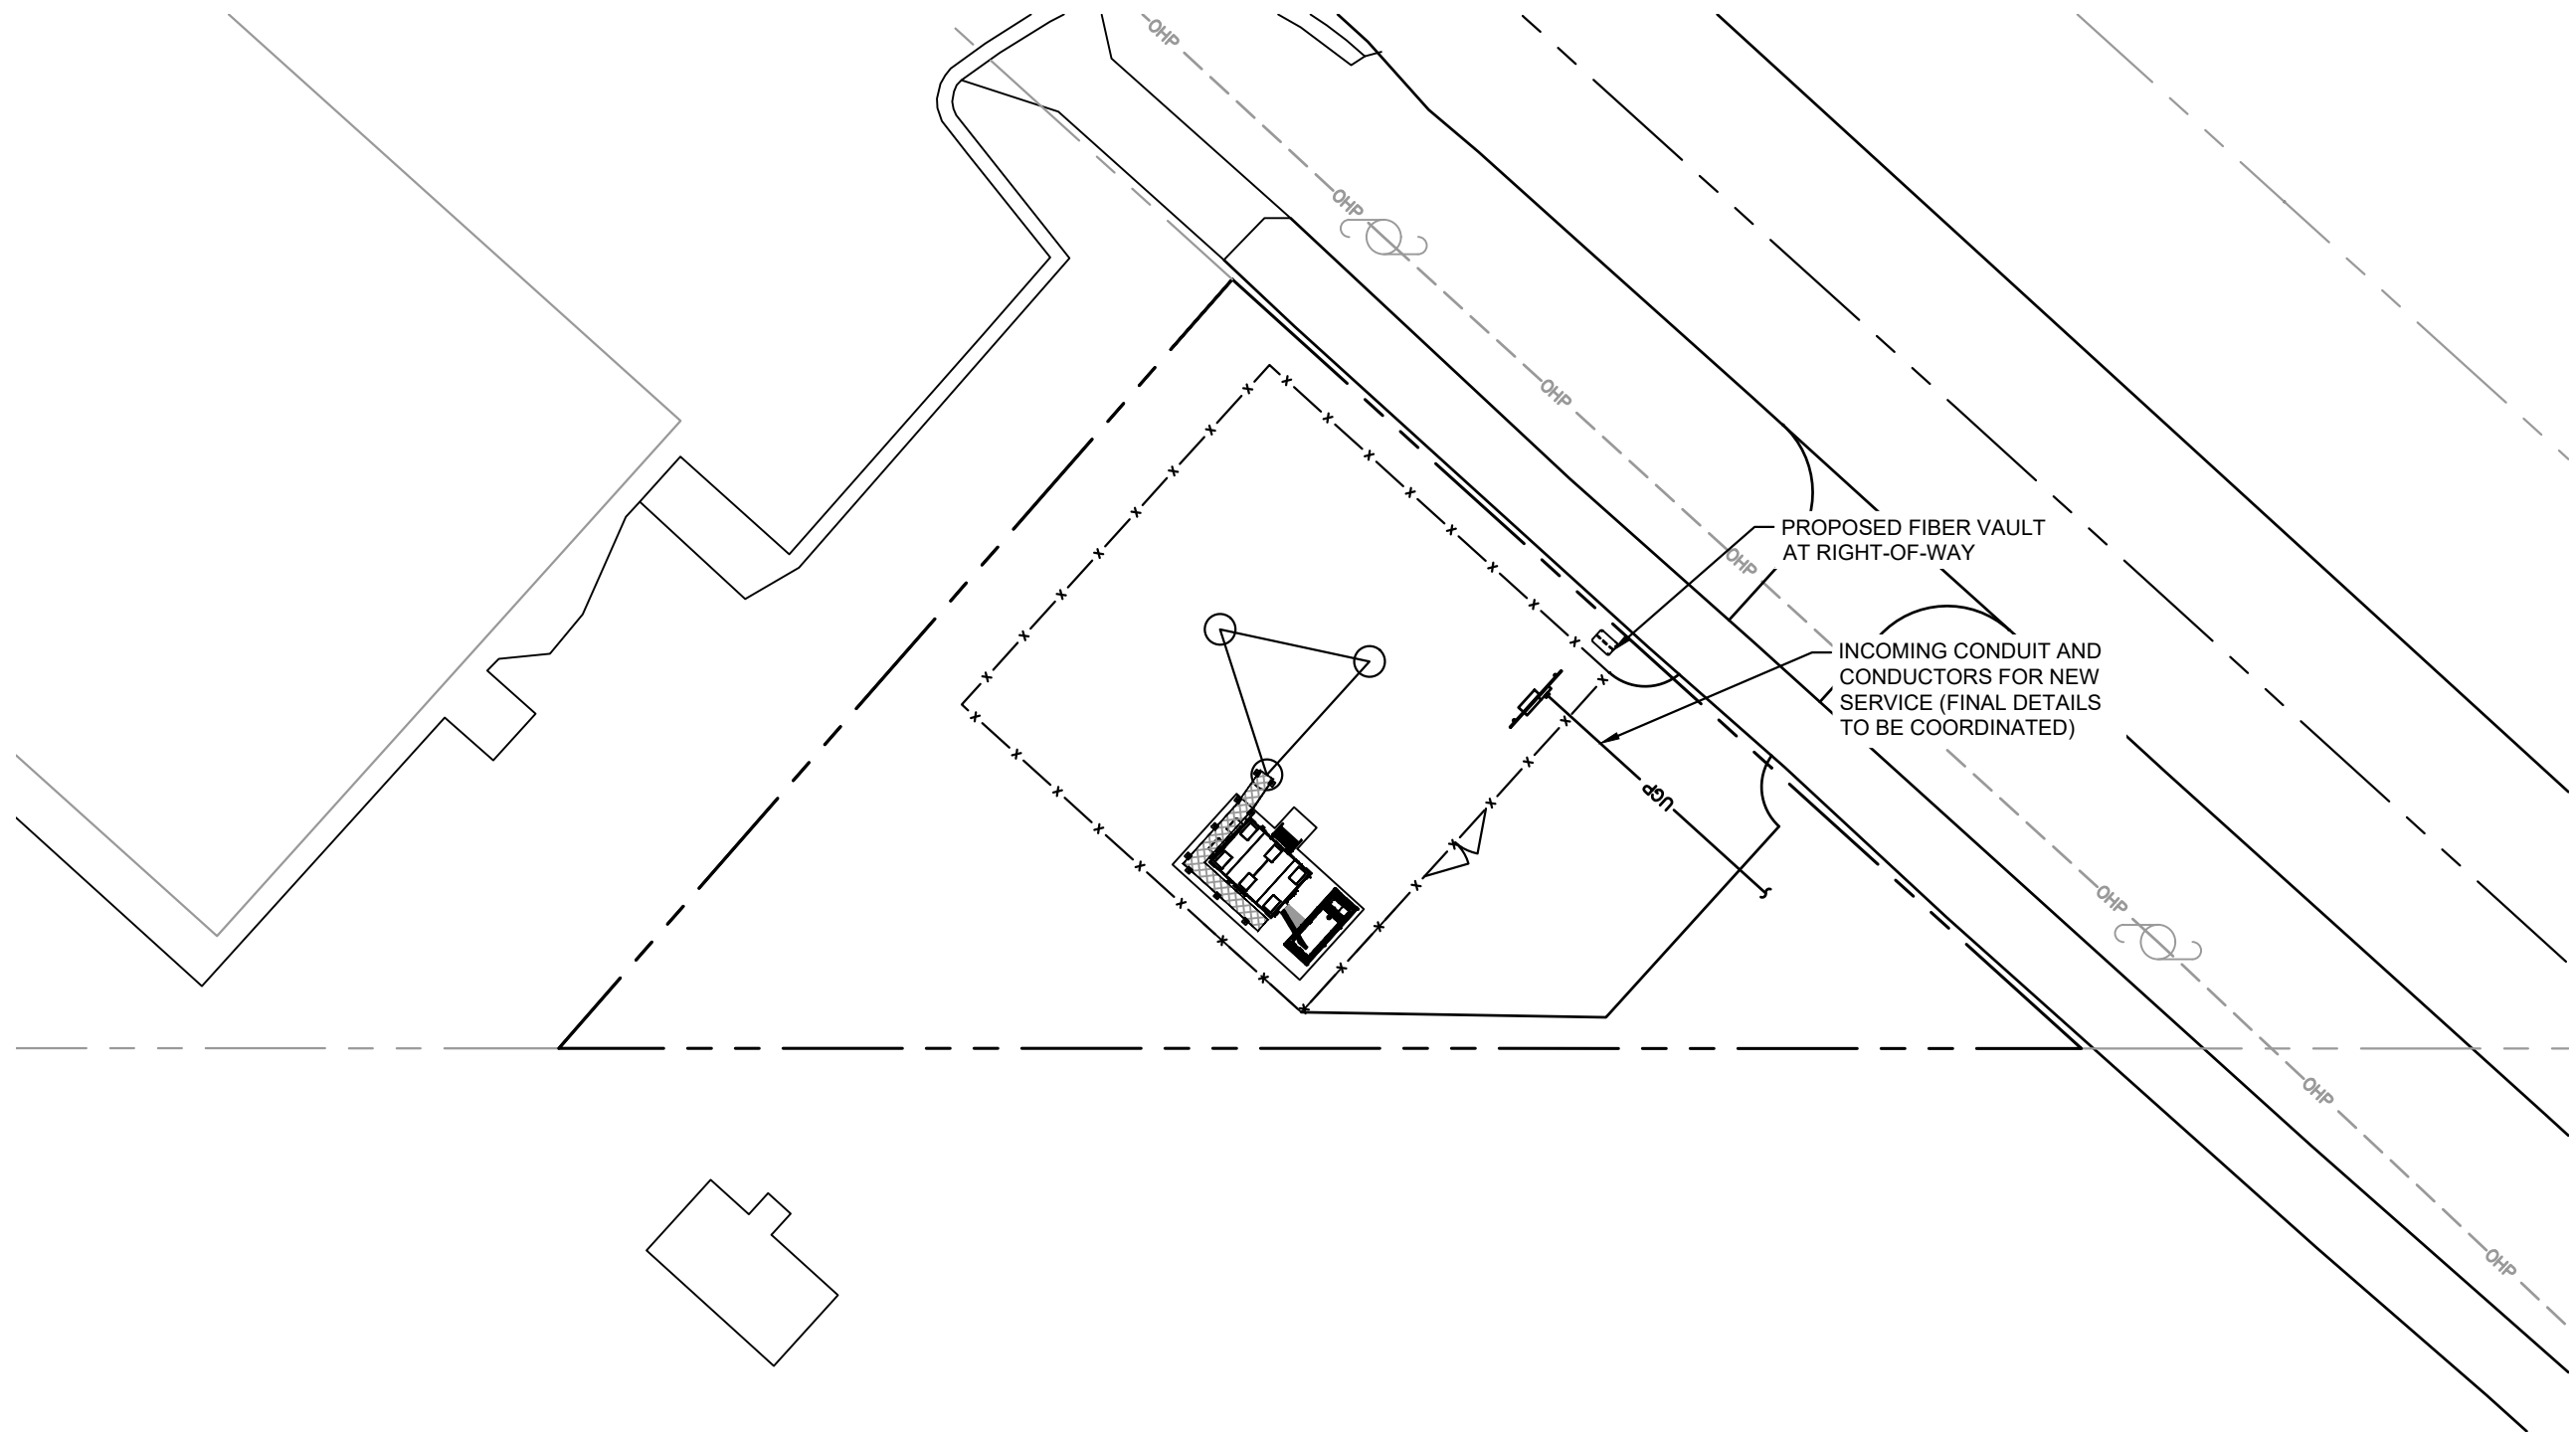 OHP
OHP
OHP
PROPOSED FIBER VAULT
AT RIGHT-OF-WAY
OHP
INCOMING CONDUIT AND
CONDUCTORS FOR NEW
SERVICE (FINAL DETAILS
TO BE COORDINATED)
UGP
OHP
OHP
OHP